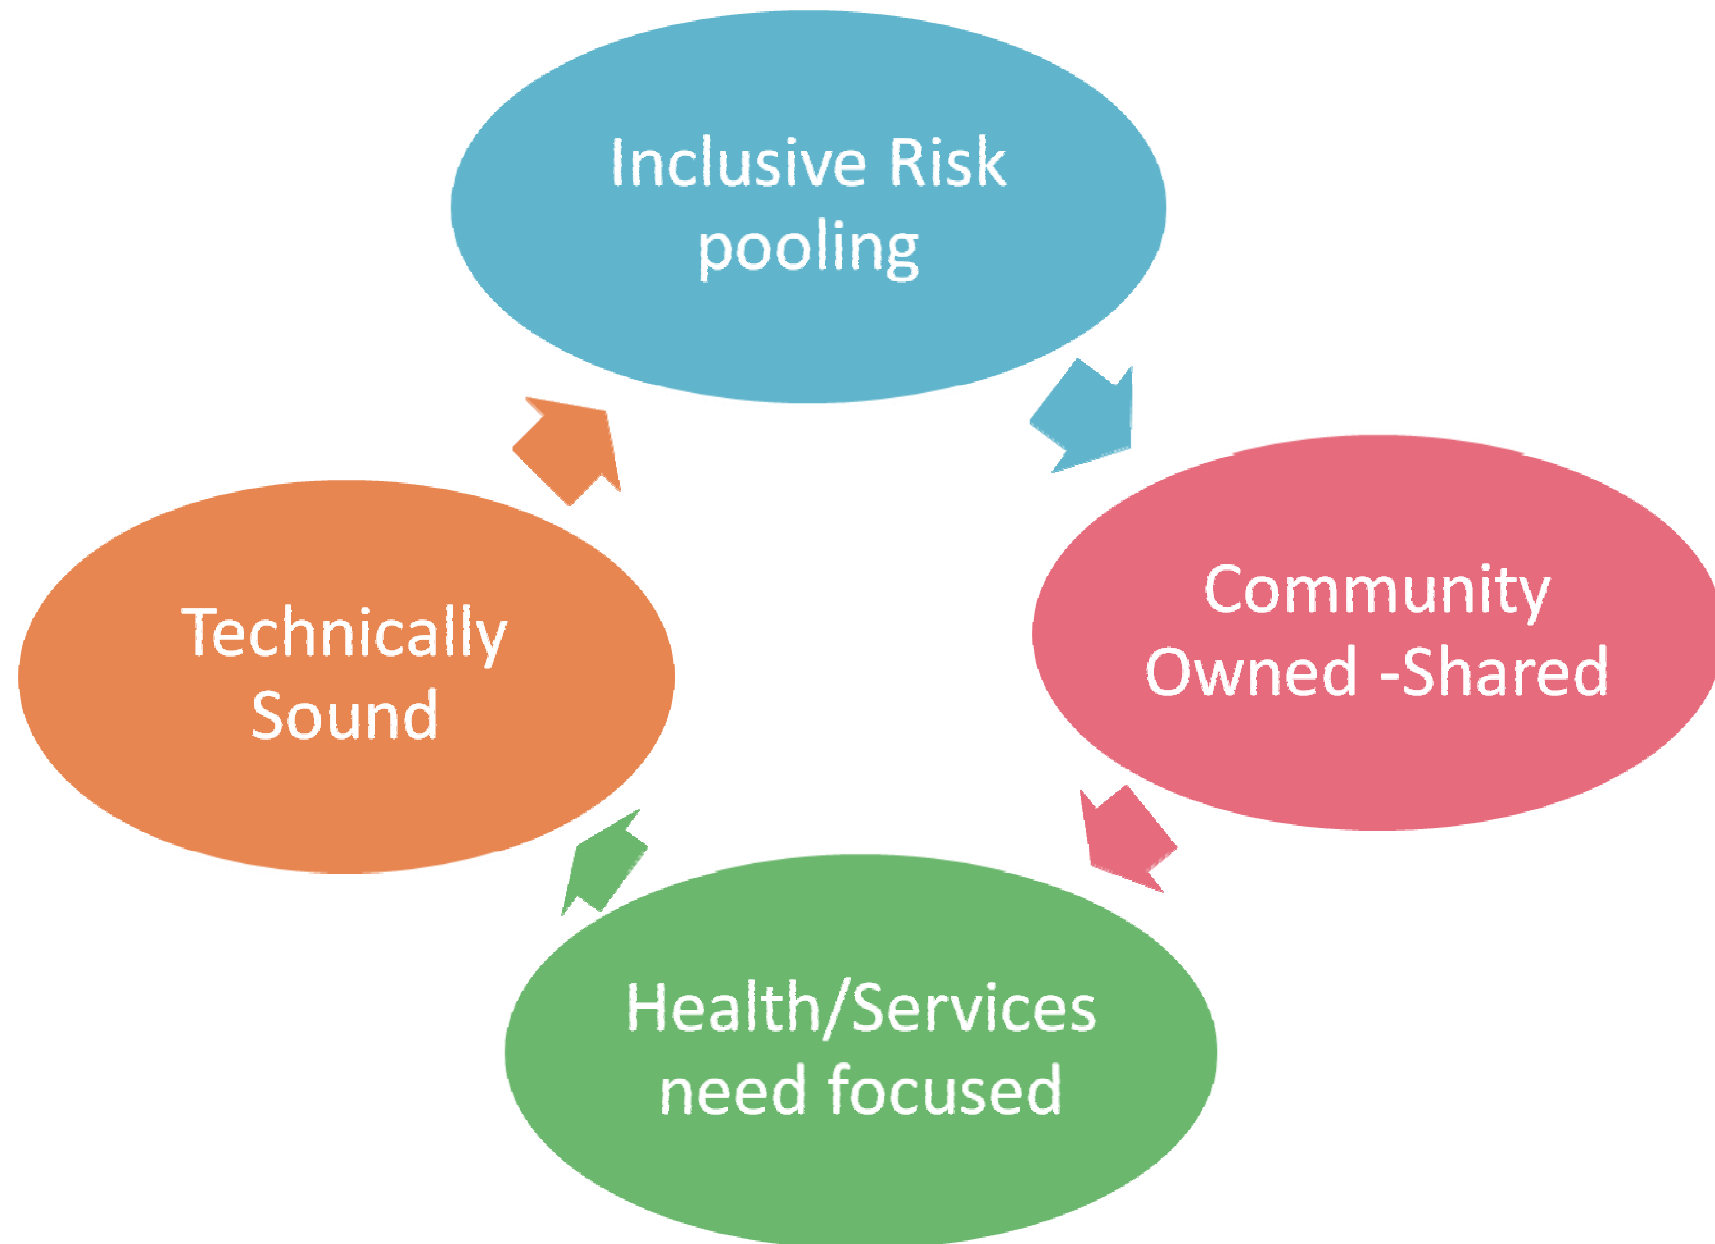 Inclusive Risk
pooling
Community
Owned -Shared
Technically
Sound
Health/Services
need focused